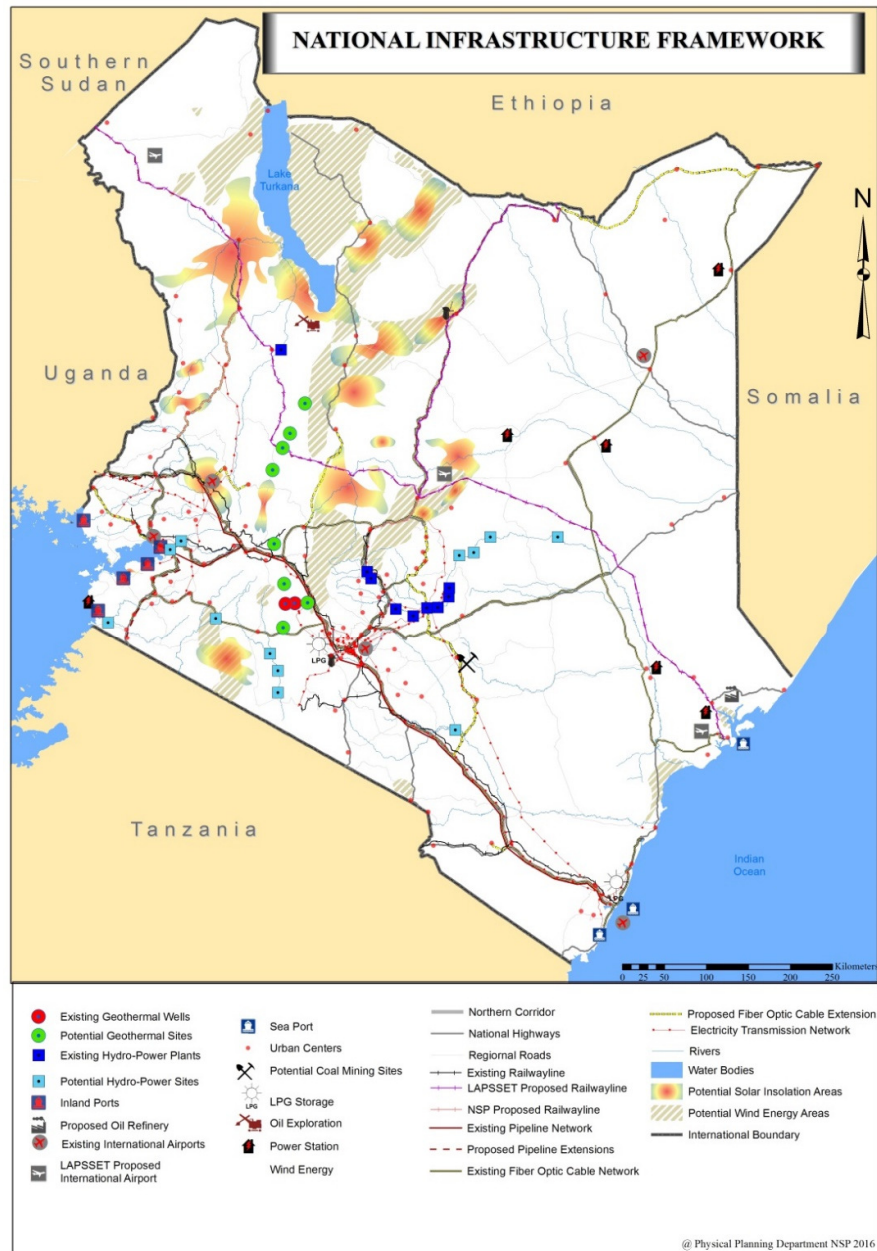 NATIONAL INFRASTRUCTURE FRAMEWORK
Southern
Sudan
Ethiopia
Lake
Turkana
N
Uganda
Somalia
LPG
Tanzania
Indian
Ocean
LPG
Kilometers
0 25 50 100 150 200 250
Existing Geothermal Wells
Potential Geothermal Sites
Existing Hydro-Power Plants
Potential Hydro-Power Sites
Inland Ports
Proposed Oil Refinery
Existing International Airports
LAPSSET Proposed
International Airport
Sea Port
Urban Centers
Potential Coal Mining Sites
LPG Storage
LPG
Oil Exploration
Power Station
Wind Energy
Northern Corridor
National Highways
Regiornal Roads
Existing Railwayline
LAPSSET Proposed Railwayline
NSP Proposed Railwayline
Existing Pipeline Network
Proposed Pipeline Extensions
Existing Fiber Optic Cable Network
Proposed Fiber Optic Cable Extension
Electricity Transmission Network
Rivers
Water Bodies
Potential Solar Insolation Areas
Potential Wind Energy Areas
International Boundary
@ Physical Planning Department NSP 2016